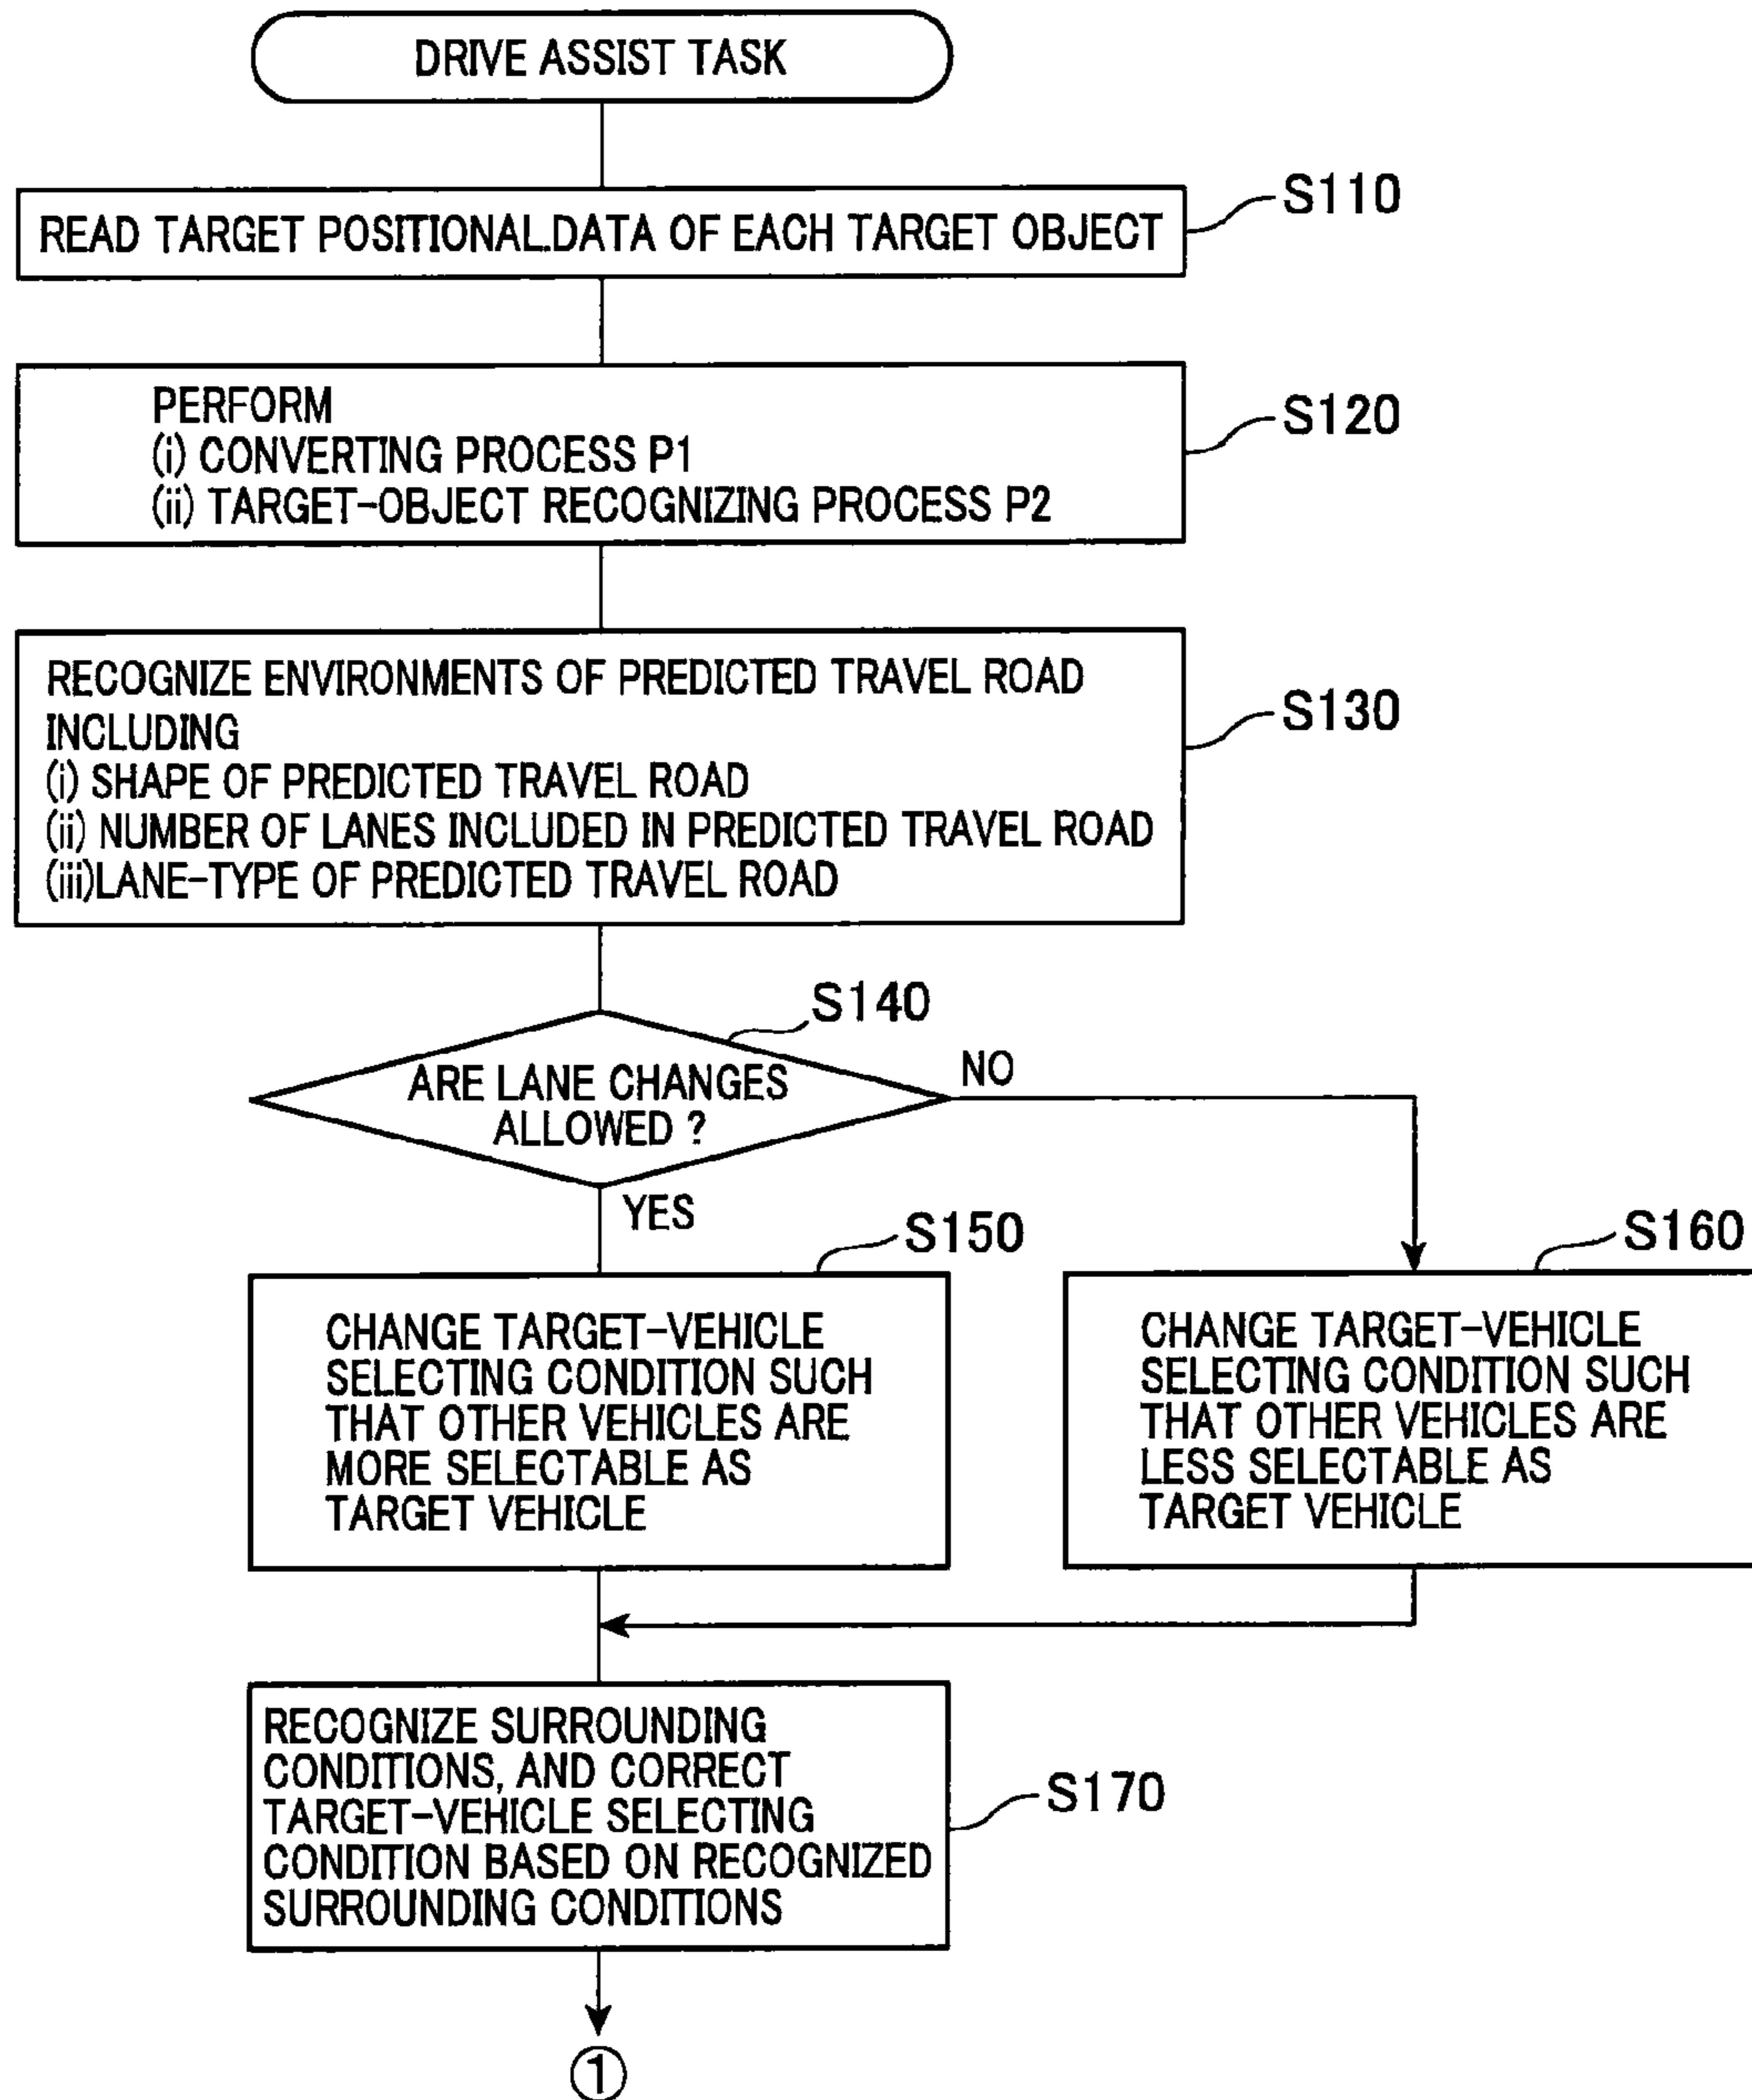 DRIVE ASSIST TASK
READ TARGET POSITIONAL.DATA OF EACH TARGET OBJECT
S110
PERFORM
(i) CONVERTING PROCESS P1
(ii) TARGET-OBJECT RECOGNIZING PROCESS P2
S120
RECOGNIZE ENVIRONMENTS OF PREDICTED TRAVEL ROAD
INCLUDING
(i) SHAPE OF PREDICTED TRAVEL ROAD
(ii) NUMBER OF LANES INCLUDED IN PREDICTED TRAVEL ROAD
(iii)LANE-TYPE OF PREDICTED TRAVEL ROAD
S130
S140
ARE LANE CHANGES
ALLOWED ?
NO
YES
S150
CHANGE TARGET-VEHICLE
SELECTING CONDITION SUCH
THAT OTHER VEHICLES ARE
MORE SELECTABLE AS
TARGET VEHICLE
S160
CHANGE TARGET-VEHICLE
SELECTING CONDITION SUCH
THAT OTHER VEHICLES ARE
LESS SELECTABLE AS
TARGET VEHICLE
RECOGNIZE SURROUNDING
CONDITIONS, AND CORRECT
TARGET-VEHICLE SELECTING
CONDITION BASED ON RECOGNIZED
SURROUNDING CONDITIONS
S170
1